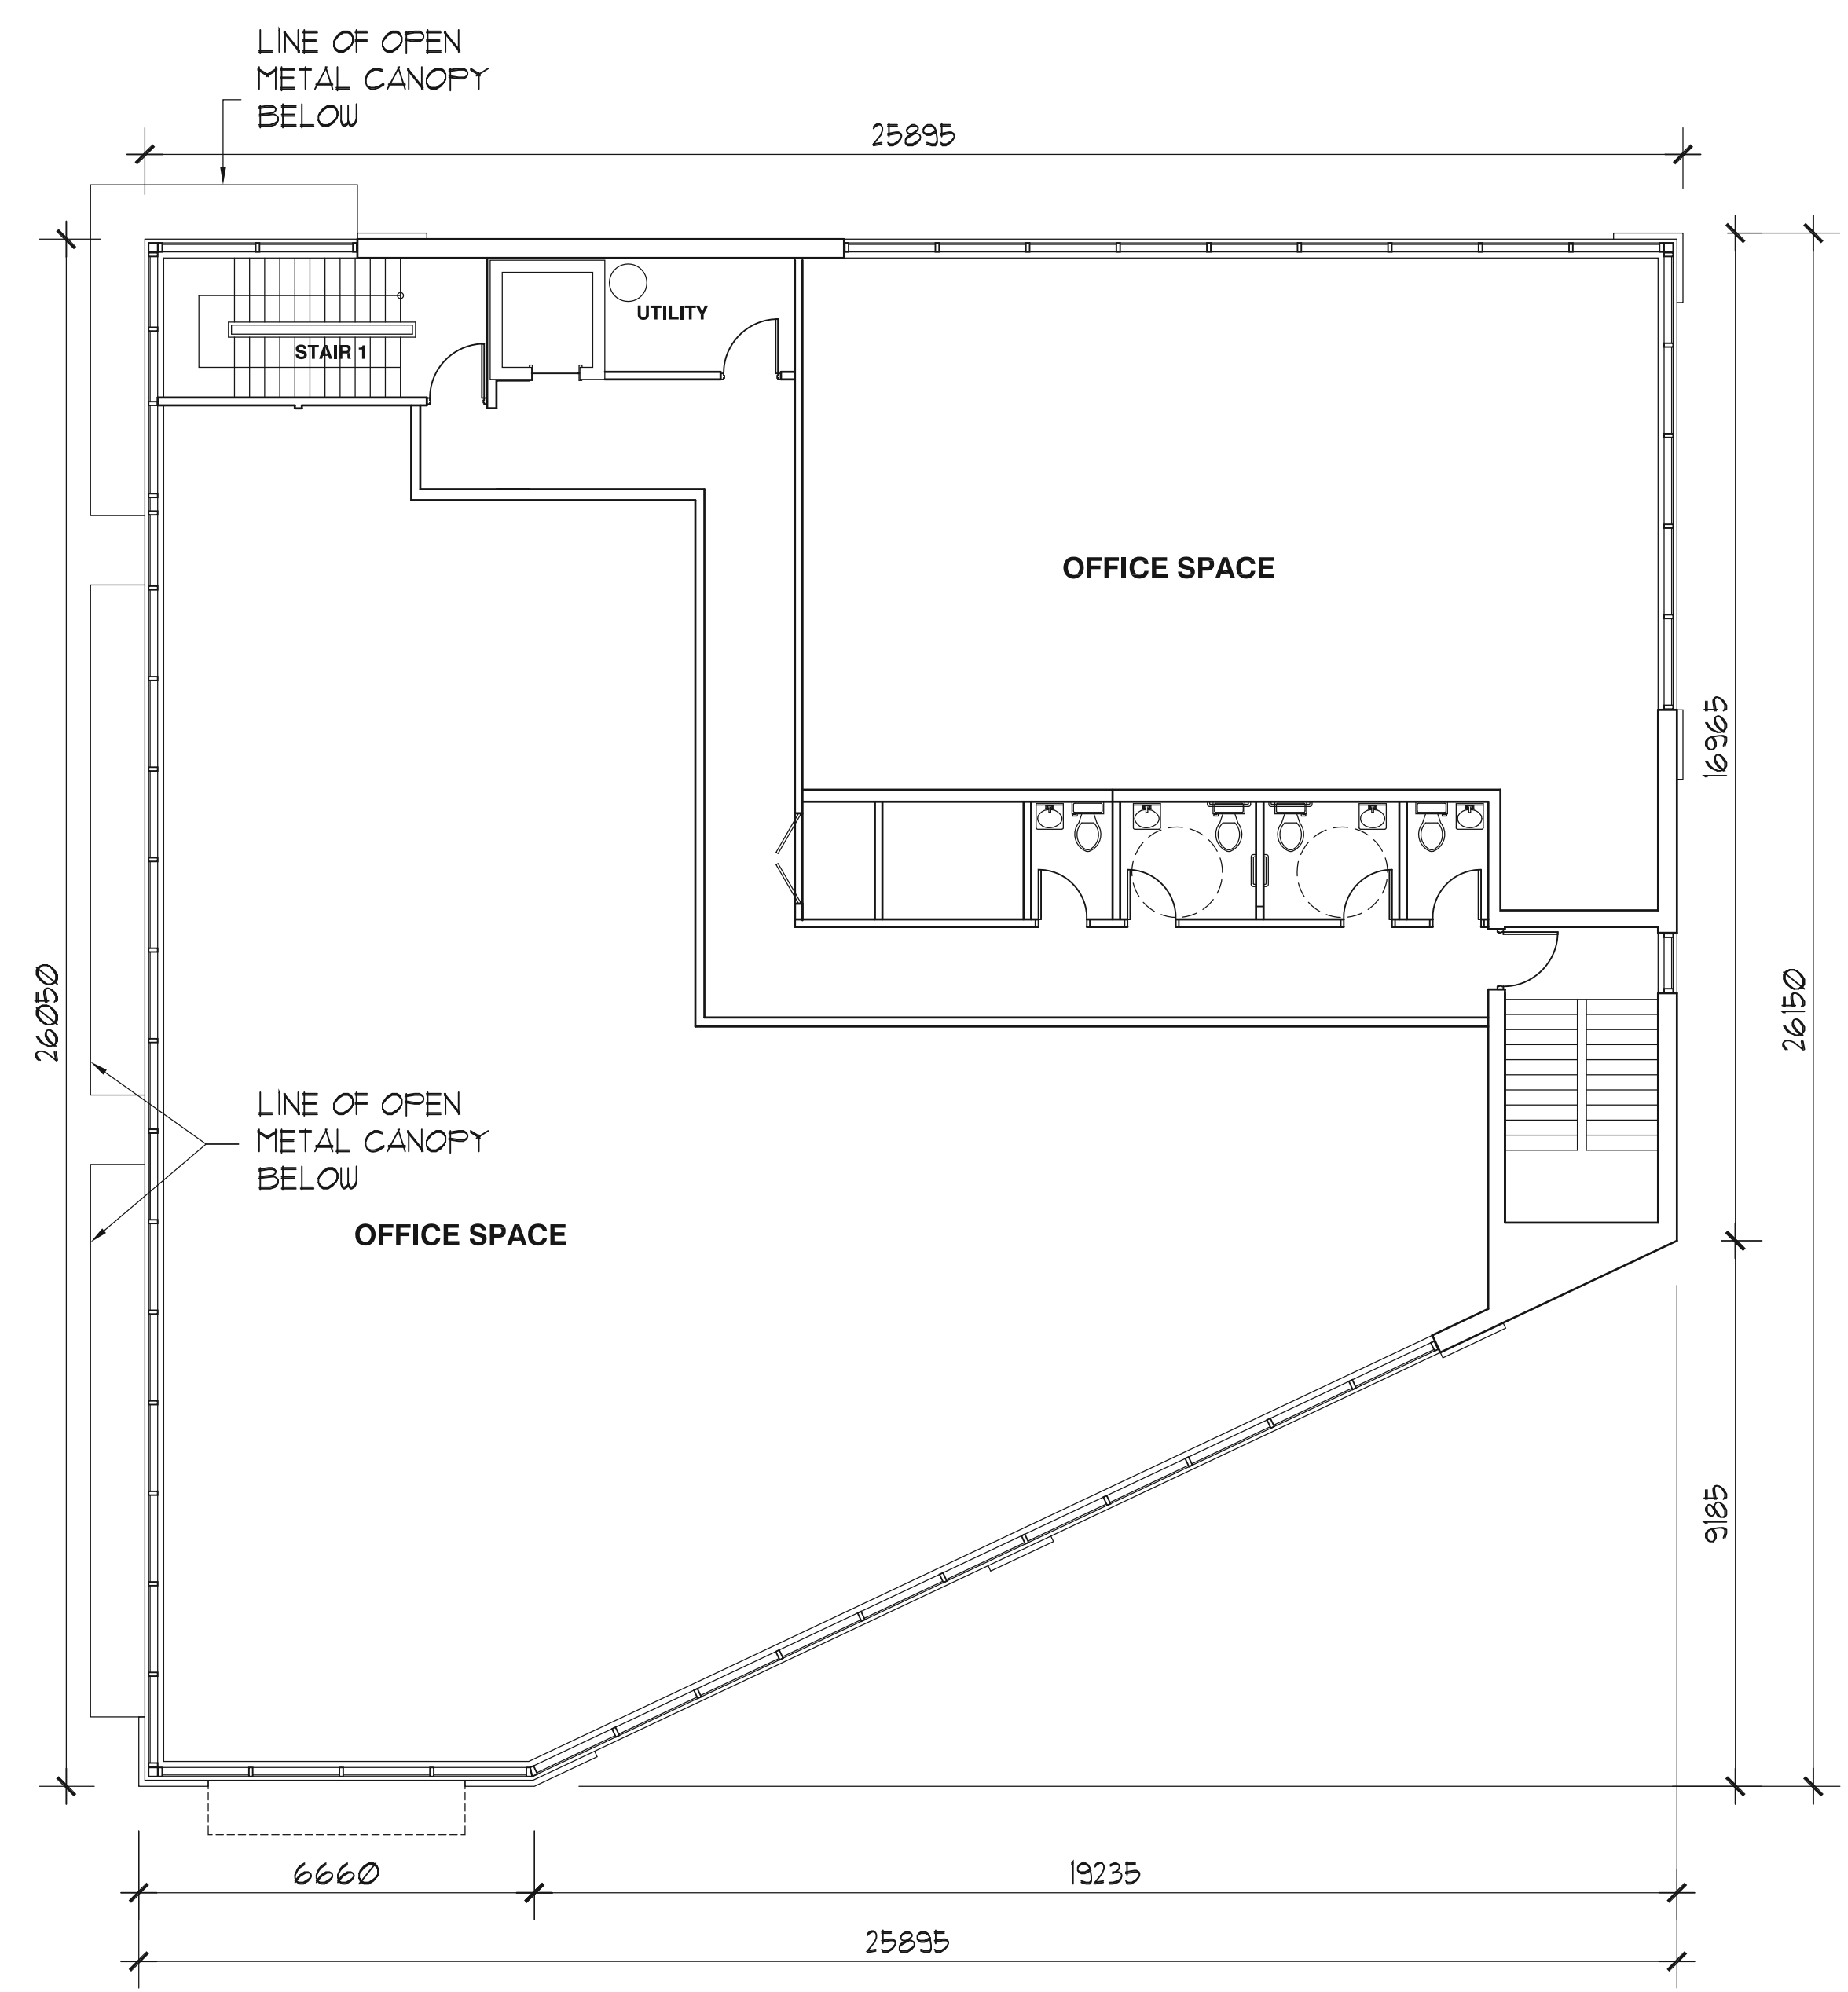 LINE OF OPEN
METAL CANOPY
BELOW
25895
UTILITY
STAIR 1
OFFICE SPACE
16965
26050
26150
LINE OF OPEN
METAL CANOPY
BELOW
OFFICE SPACE
9185
6660
19235
25895